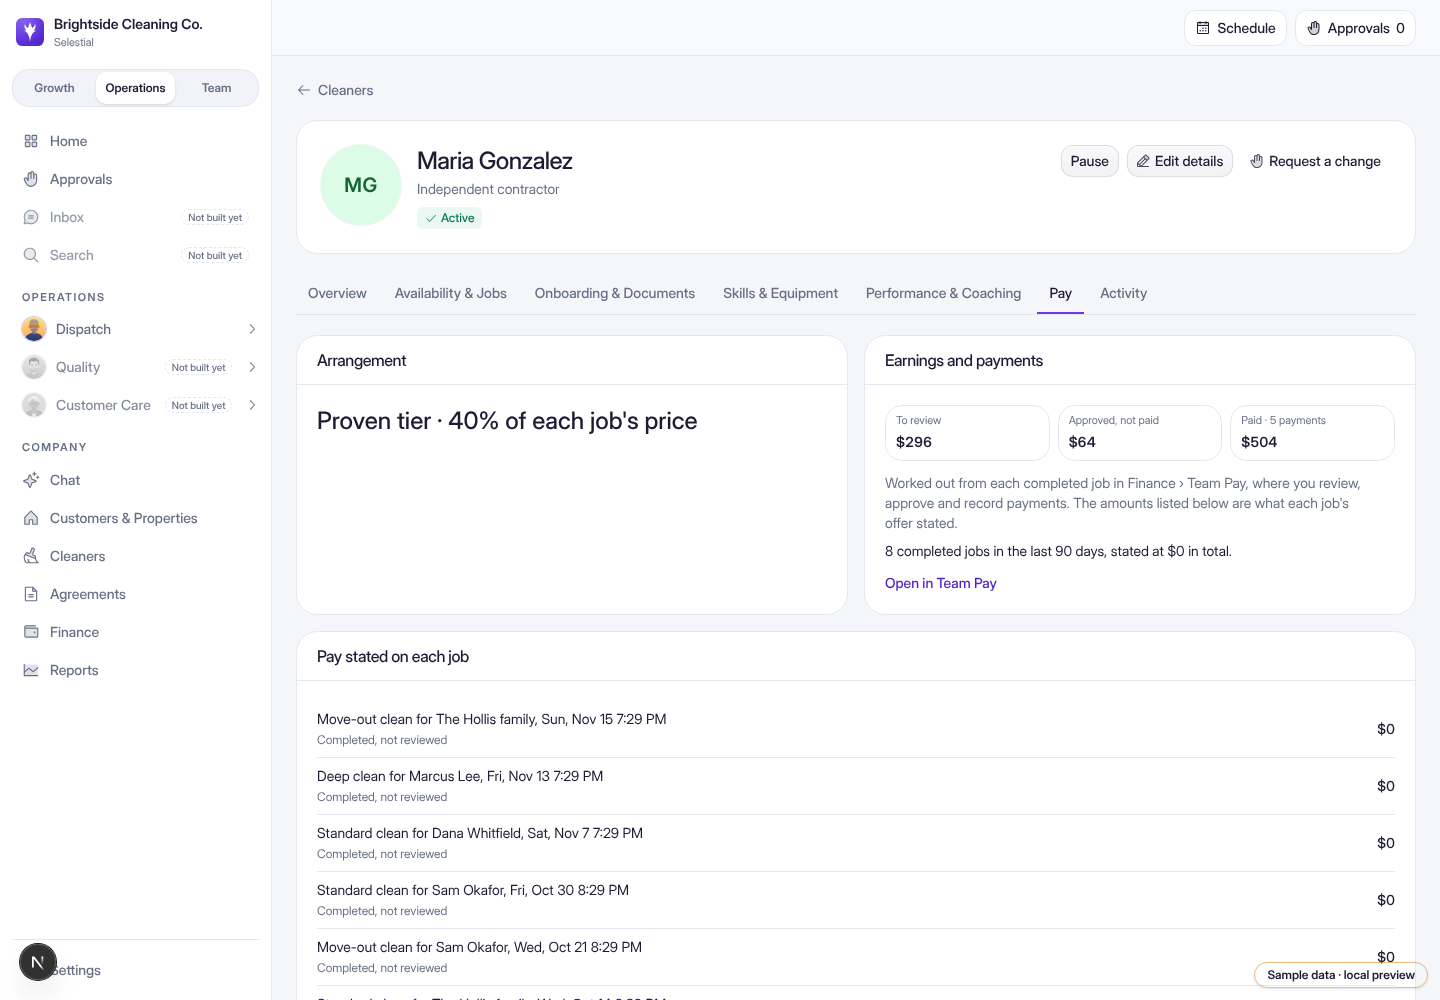 Brightside Cleaning Co.
Selestial
Growth
Operations
Team
Home
Approvals
Inbox
Not built yet
Search
Not built yet
OPERATIONS
Dispatch
Quality
Not built yet
Customer Care
Not built yet
COMPANY
Chat
Customers & Properties
Cleaners
Agreements
Finance
Reports
Settings
N
Schedule
Approvals 0
Cleaners
MG
Maria Gonzalez
Independent contractor
Active
Pause
Edit details
Request a change
Overview
Availability & Jobs
Onboarding & Documents
Skills & Equipment
Performance & Coaching
Pay
Activity
Arrangement
Proven tier · 40% of each job's price
Earnings and payments
To review
$296
Approved, not paid
$64
Paid · 5 payments
$504
Worked out from each completed job in Finance › Team Pay, where you review,
approve and record payments. The amounts listed below are what each job's
offer stated.
8 completed jobs in the last 90 days, stated at $0 in total.
Open in Team Pay
Pay stated on each job
Move-out clean for The Hollis family, Sun, Nov 15 7:29 PM
Completed, not reviewed
$0
Deep clean for Marcus Lee, Fri, Nov 13 7:29 PM
Completed, not reviewed
$0
Standard clean for Dana Whitfield, Sat, Nov 7 7:29 PM
Completed, not reviewed
$0
Standard clean for Sam Okafor, Fri, Oct 30 8:29 PM
Completed, not reviewed
$0
Move-out clean for Sam Okafor, Wed, Oct 21 8:29 PM
Completed, not reviewed
$0
Sample data · local preview